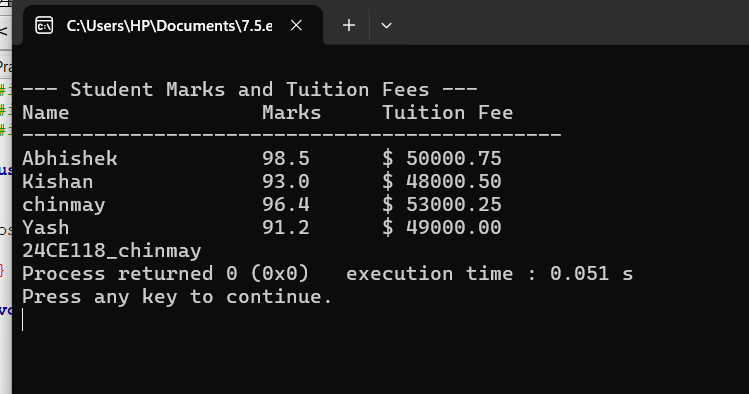 C:\Users\HP\Documents\7.5.e
--- Student Marks and Tuition Fees ---
Name                Marks     Tuition Fee
---------------------------------------------
Abhishek            98.5      $ 50000.75
Kishan              93.0      $ 48000.50
chinmay             96.4      $ 53000.25
Yash                91.2      $ 49000.00
24CE118_chinmay
Process returned 0 (0x0)   execution time : 0.051 s
Press any key to continue.